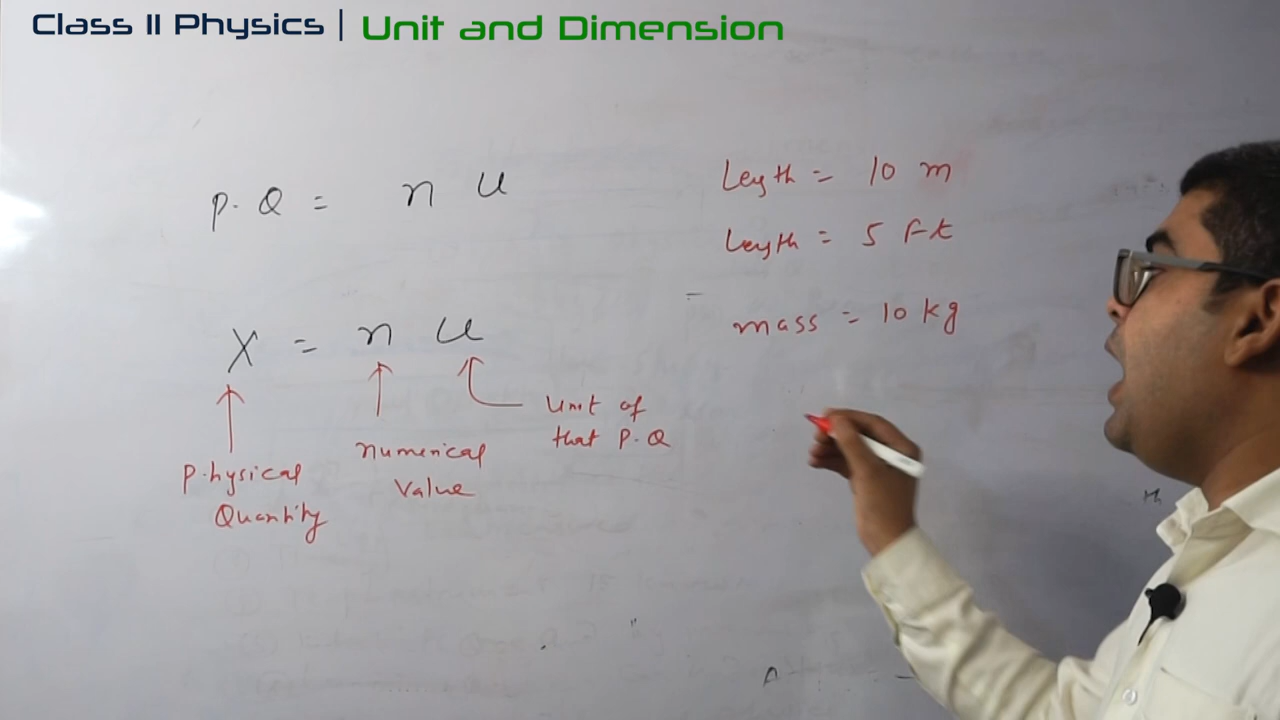 Class 11 Physics | Unit and Dimension
P.Q = n u
X = n u
Physical
Quantity
numerical
value
Unit of
that P.Q
Length = 10 m
Length = 5 ft
mass = 10 kg